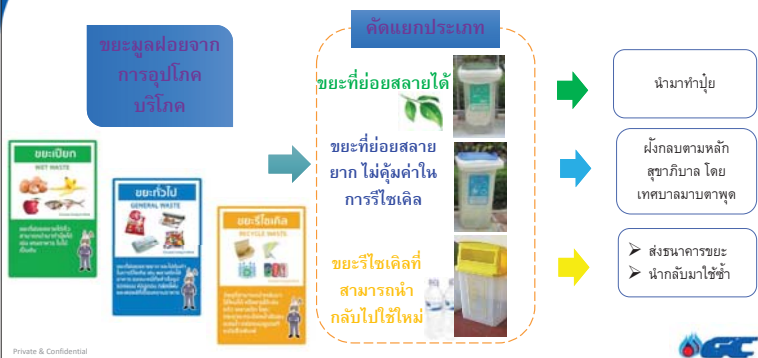 ขยะมูลฝอยจาก
การอุปโภค
บริโภค
คัดแยกประเภท
ขยะที่ย่อยสลายได้
นำมาทำปุ๋ย
ขยะที่ย่อยสลาย
ยาก ไม่คุ้มค่าใน
การรีไซเคิล
ฝังกลบตามหลัก
สุขาภิบาล โดย
เทศบาลมาบตาพุด
ขยะรีไซเคิลที่
สามารถนำ
กลับไปใช้ใหม่
➢ ส่งธนาคารขยะ
➢ นำกลับมาใช้ซ้ำ
ขยะเปียก
WET WASTE
ขยะทั่วไป
GENERAL WASTE
ขยะรีไซเคิล
RECYCLE WASTE
Private & Confidential
GC